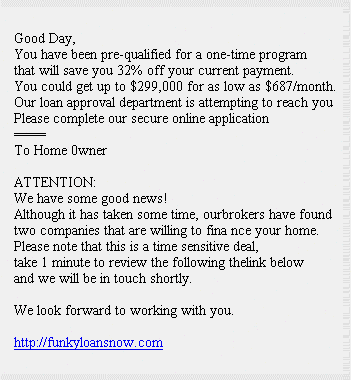 Good Day,
You have been pre-qualified for a one-time program
that will save you 32% off your current payment.
You could get up to $299,000 for as low as $687/month.
Our loan approval department is attempting to reach you
Please complete our secure online application
====
To Home 0wner
ATTENTION:
We have some good news!
Although it has taken some time, ourbrokers have found
two companies that are willing to fina nce your home.
Please note that this is a time sensitive deal,
take 1 minute to review the following thelink below
and we will be in touch shortly.
We look forward to working with you.
http://funkyloansnow.com